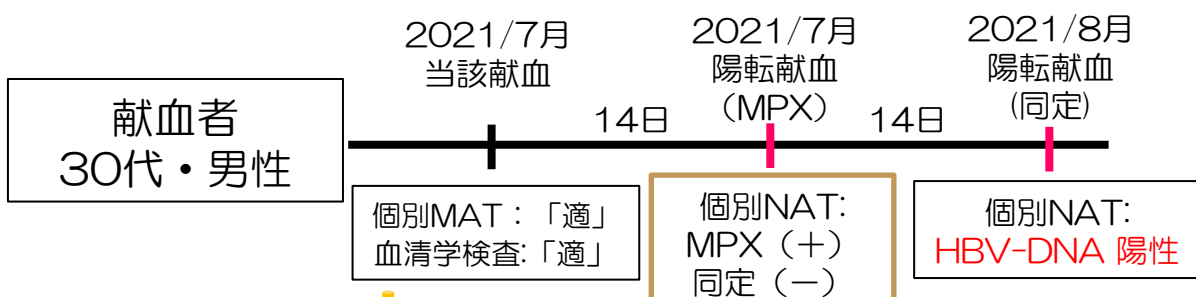 2021/7月
当該献血
2021/7月
陽転献血
（MPX）
2021/8月
陽転献血
(同定)
献血者
30代・男性
14日
14日
個別MAT：「適」
血清学検査:「適」
個別NAT:
MPX（＋）
同定（－）
個別NAT:
HBV-DNA 陽性